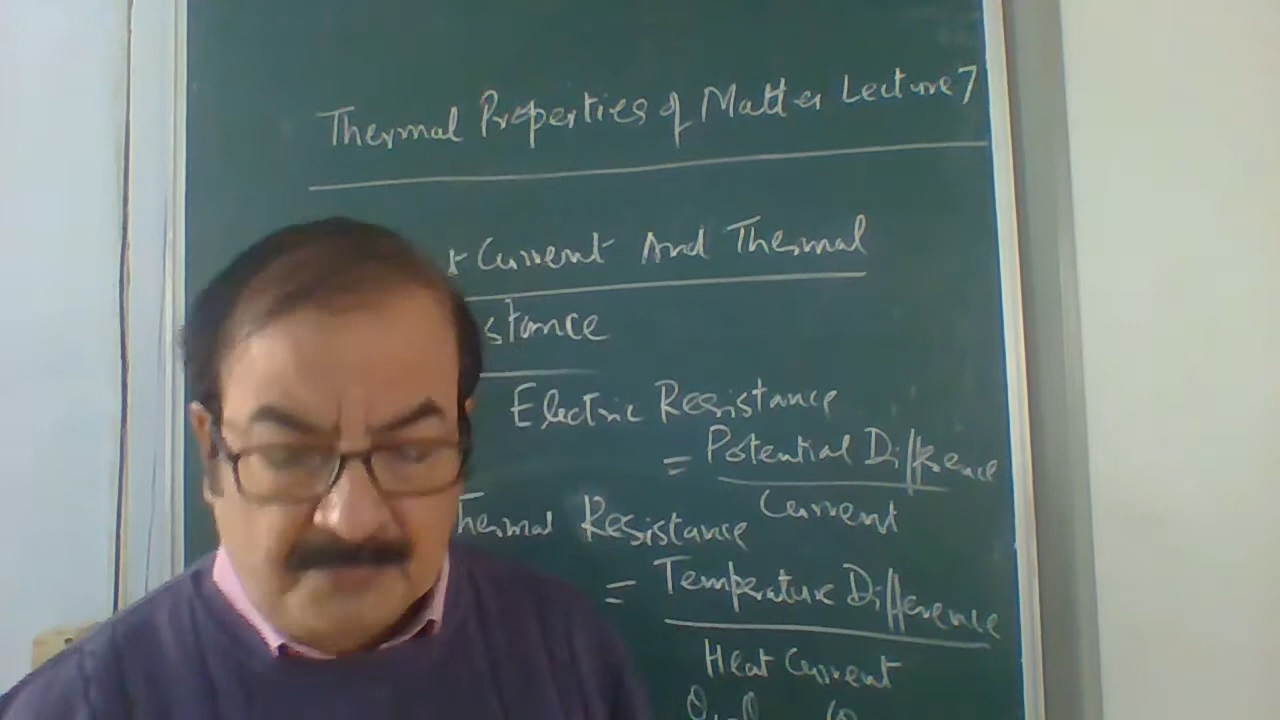 Thermal Properties of Matter Lecture 7
Current And Thermal
stance
Electric Resistance
= Potential Difference
Current
Thermal Resistance
= Temperature Difference
Heat Current